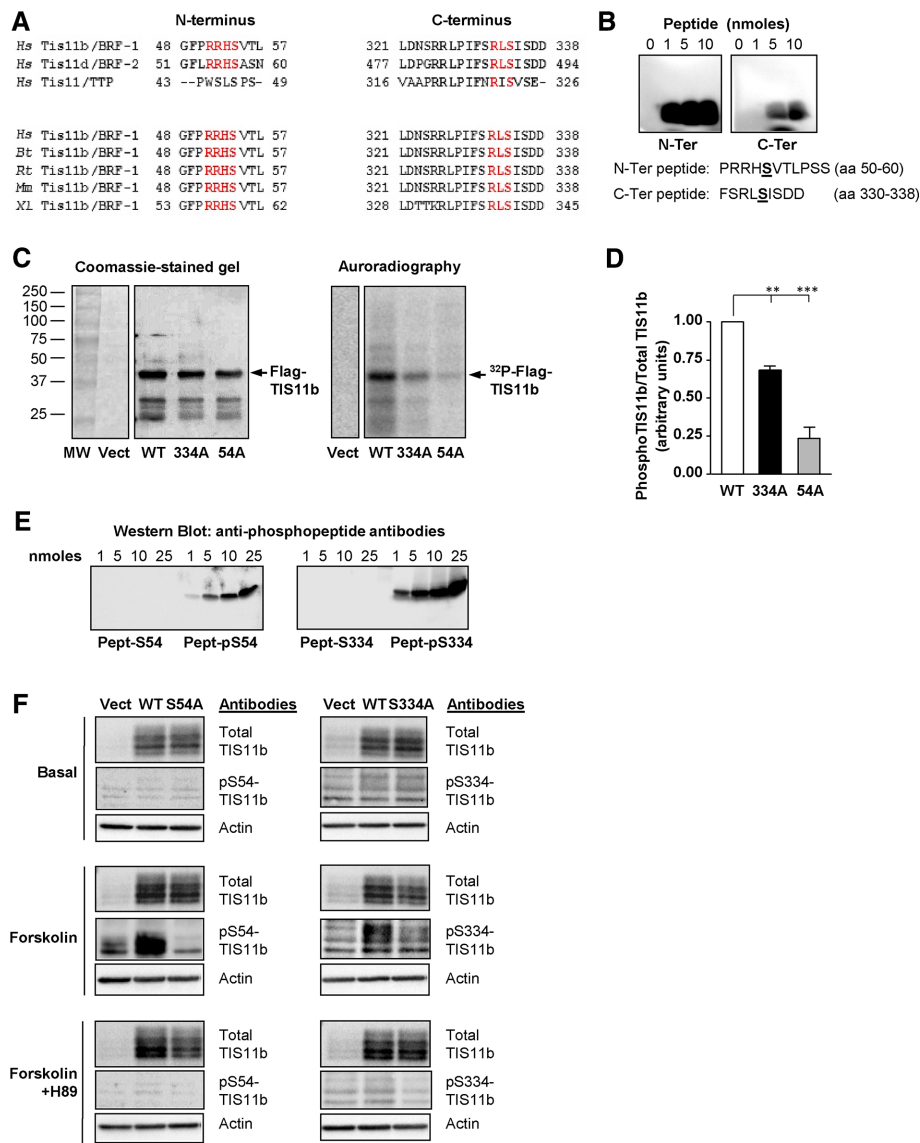 A
N-terminus
C-terminus
Hs Tis11b/BRF-1 48 GFPRRHSVTL 57 321 LDNSRRLPIFSRLSISDD 338
Hs Tis11d/BRF-2 51 GFLRRHSASN 60 477 LDPGRRLPIFSRLSISDD 494
Hs Tis11/TTP 43 --PWSLSPS- 49 316 VAAPRRLPIFNRISVSE- 326
Hs Tis11b/BRF-1 48 GFPRRHSVTL 57 321 LDNSRRLPIFSRLSISDD 338
Bt Tis11b/BRF-1 48 GFPRRHSVTL 57 321 LDNSRRLPIFSRLSISDD 338
Rt Tis11b/BRF-1 48 GFPRRHSVTL 57 321 LDNSRRLPIFSRLSISDD 338
Mm Tis11b/BRF-1 48 GFPRRHSVTL 57 321 LDNSRRLPIFSRLSISDD 338
Xl Tis11b/BRF-1 53 GFPRRHSVTL 62 328 LDTTKRLPIFSRLSISDD 345
B
Peptide (nmoles)
0 1 5 10 0 1 5 10
N-Ter C-Ter
N-Ter peptide: PRRHSVTLPSS (aa 50-60)
C-Ter peptide: FSRLSISDD (aa 330-338)
C
Coomassie-stained gel
Auroradiography
250
150
100
75
50
37
25
Flag-TIS11b
32P-Flag-TIS11b
MW Vect WT 334A 54A
Vect WT 334A 54A
D
PhosphoTIS11b/Total TIS11b
(arbitrary units)
** ***
1.00
0.75
0.50
0.25
0.00
WT 334A 54A
E
Western Blot: anti-phosphopeptide antibodies
nmoles 1 5 10 25 1 5 10 25 1 5 10 25 1 5 10 25
Pept-S54 Pept-pS54 Pept-S334 Pept-pS334
F
Vect WT S54A Antibodies Vect WT S334A Antibodies
Basal
Total TIS11b Total TIS11b
pS54-TIS11b pS334-TIS11b
Actin Actin
Forskolin
Total TIS11b Total TIS11b
pS54-TIS11b pS334-TIS11b
Actin Actin
Forskolin
+H89
Total TIS11b Total TIS11b
pS54-TIS11b pS334-TIS11b
Actin Actin